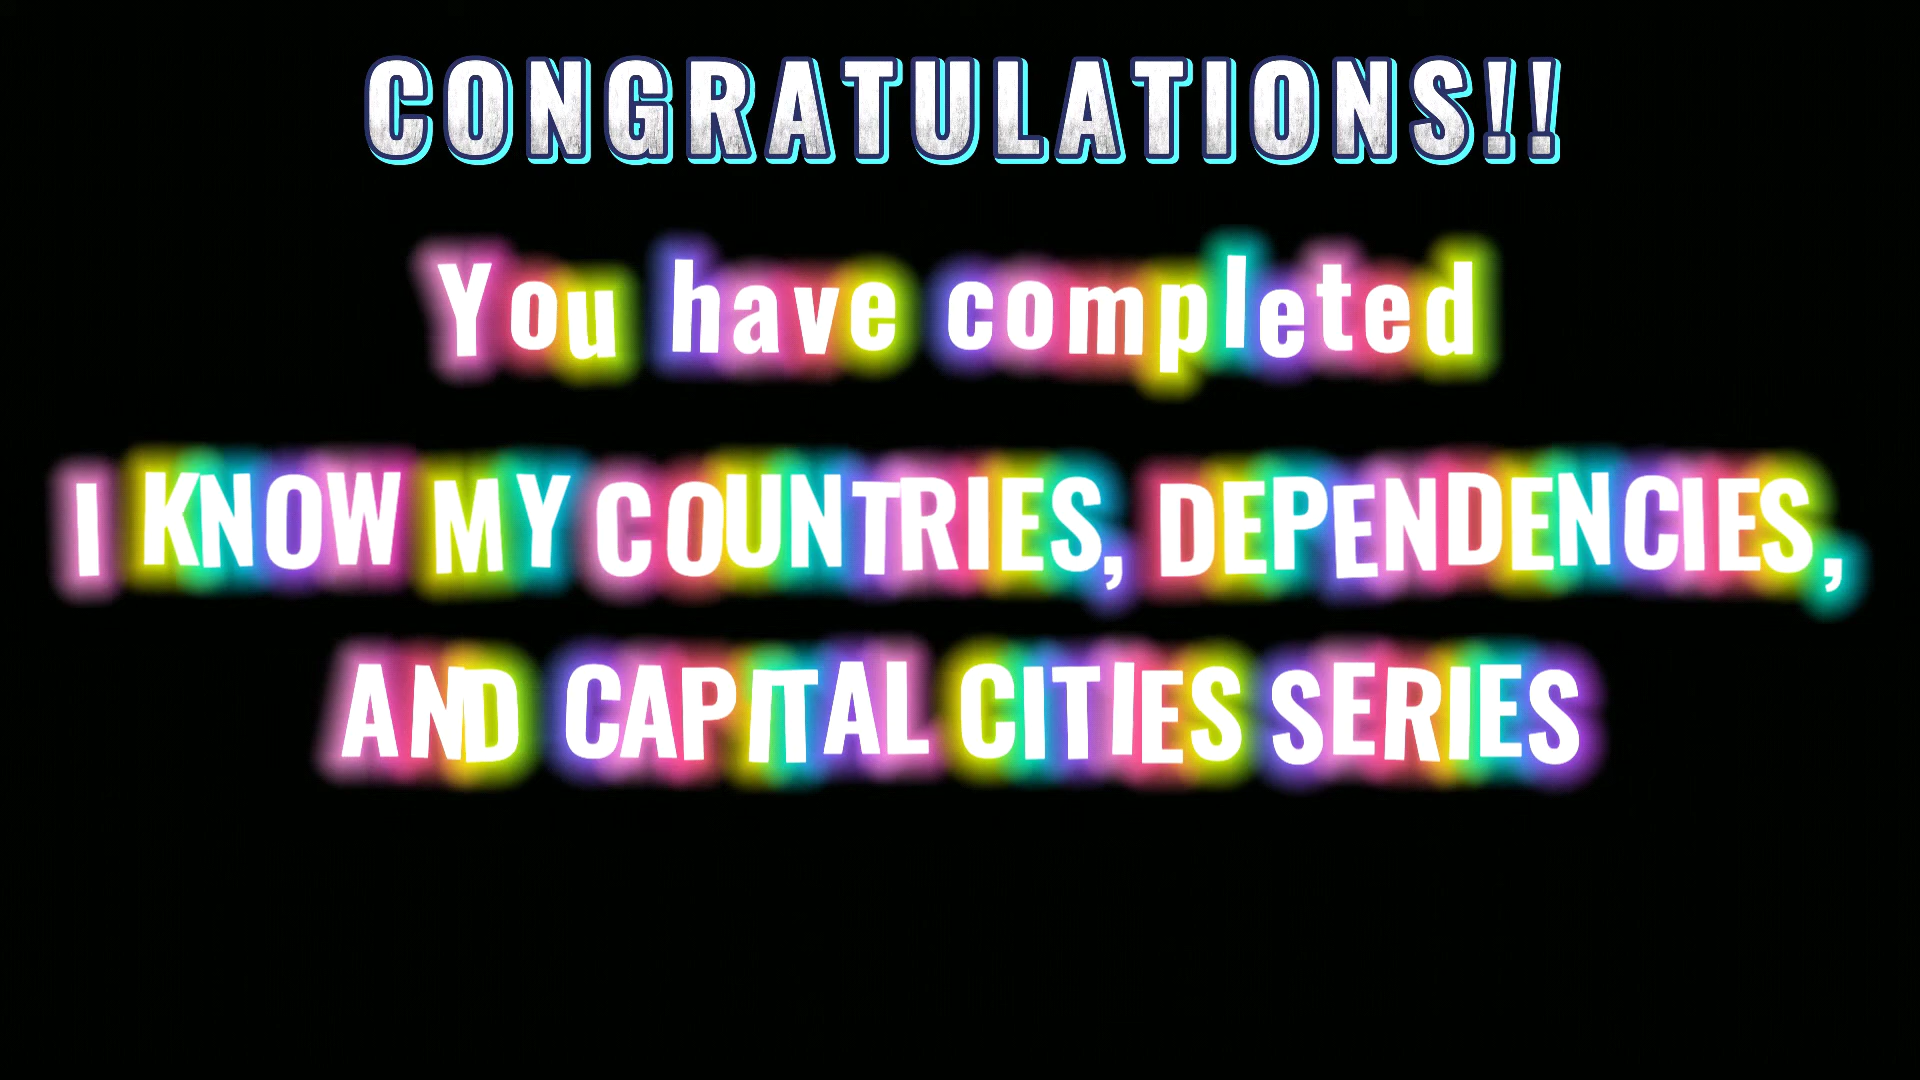 CONGRATULATIONS!!
You have completed
I KNOW MY COUNTRIES, DEPENDENCIES,
AND CAPITAL CITIES SERIES